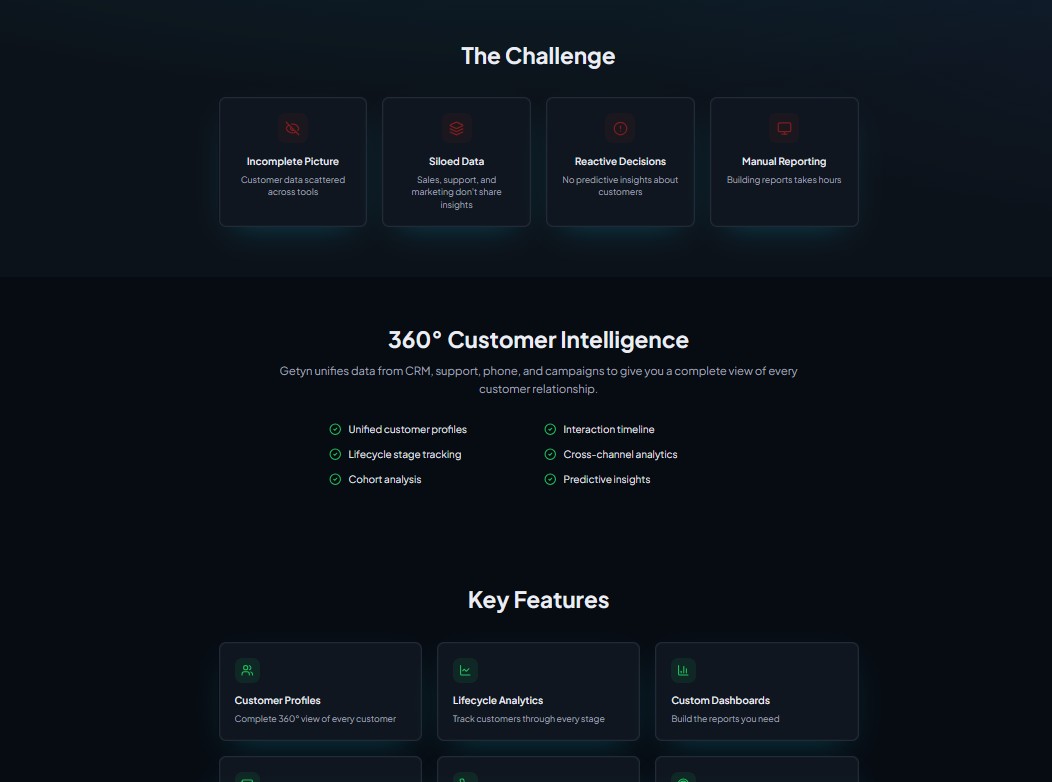 The Challenge
Incomplete Picture
Customer data scattered
across tools
Siloed Data
Sales, support, and
marketing don't share
insights
Reactive Decisions
No predictive insights about
customers
Manual Reporting
Building reports takes hours
360° Customer Intelligence
Getyn unifies data from CRM, support, phone, and campaigns to give you a complete view of every
customer relationship.
Unified customer profiles
Interaction timeline
Lifecycle stage tracking
Cross-channel analytics
Cohort analysis
Predictive insights
Key Features
Customer Profiles
Complete 360° view of every customer
Lifecycle Analytics
Track customers through every stage
Custom Dashboards
Build the reports you need